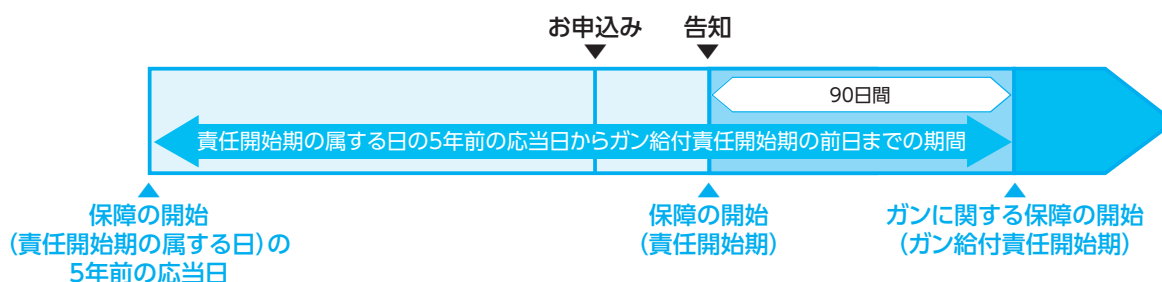 お申込み
告知
90日間
責任開始期の属する日の5年前の応当日からガン給付責任開始期の前日までの期間
保障の開始
(責任開始期の属する日)の
5年前の応当日
保障の開始
(責任開始期)
ガンに関する保障の開始
(ガン給付責任開始期)